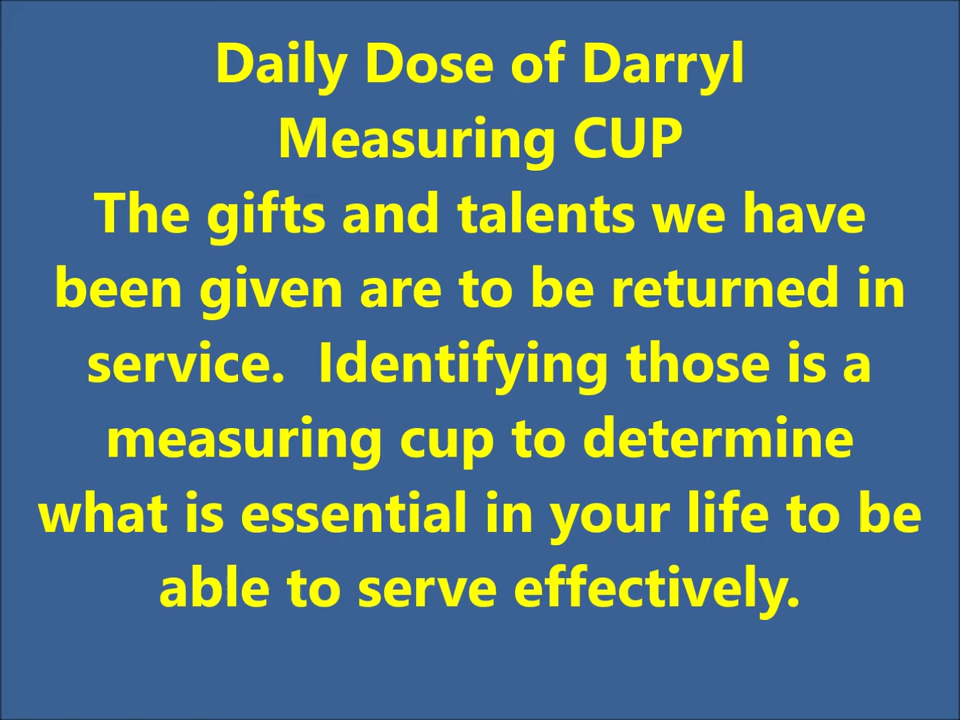 Daily Dose of Darryl
Measuring CUP
The gifts and talents we have
been given are to be returned in
service.  Identifying those is a
measuring cup to determine
what is essential in your life to be
able to serve effectively.